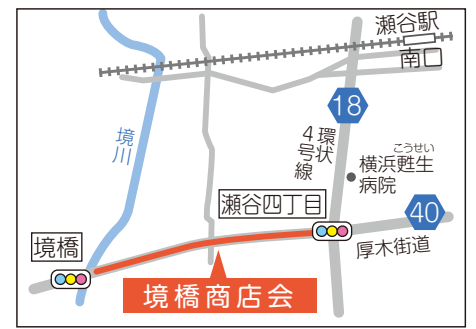 瀬谷駅
南口
18
環状
4号線
こうせい
横浜甦生
病院
境川
瀬谷四丁目
40
境橋
厚木街道
境橋商店会